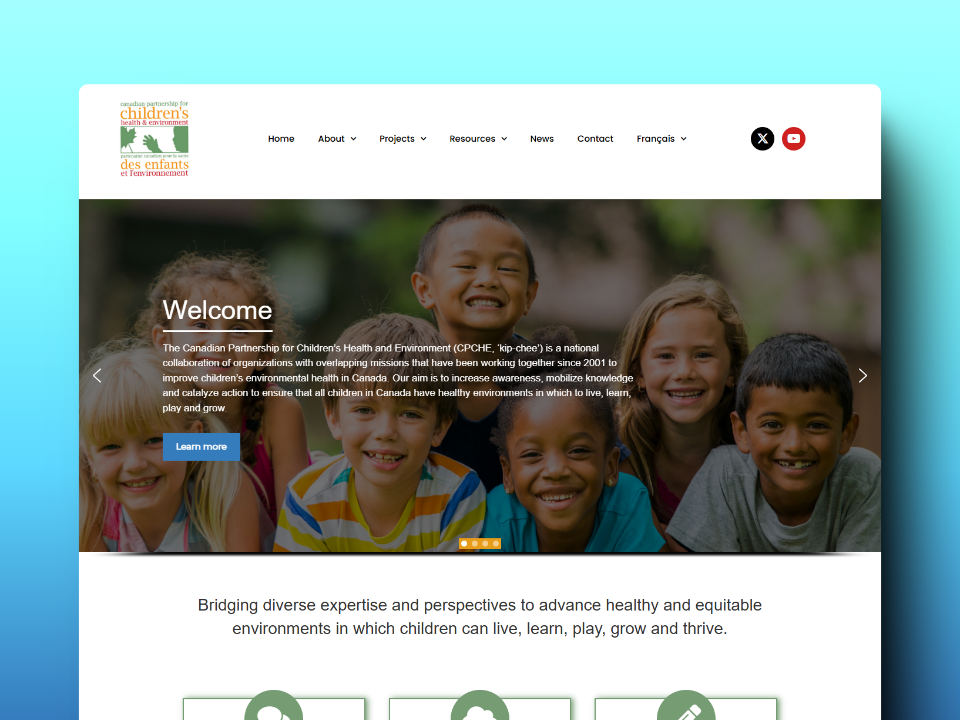 canadian partnership for
children's
health & environment
partenariat canadien pour la santé
des enfants
et l'environnement
Home About Projects Resources News Contact Français
Welcome
The Canadian Partnership for Children's Health and Environment (CPCHE, 'kip-chee') is a national
collaboration of organizations with overlapping missions that have been working together since 2001 to
improve children's environmental health in Canada. Our aim is to increase awareness, mobilize knowledge
and catalyze action to ensure that all children in Canada have healthy environments in which to live, learn,
play and grow.
Learn more
Bridging diverse expertise and perspectives to advance healthy and equitable
environments in which children can live, learn, play, grow and thrive.